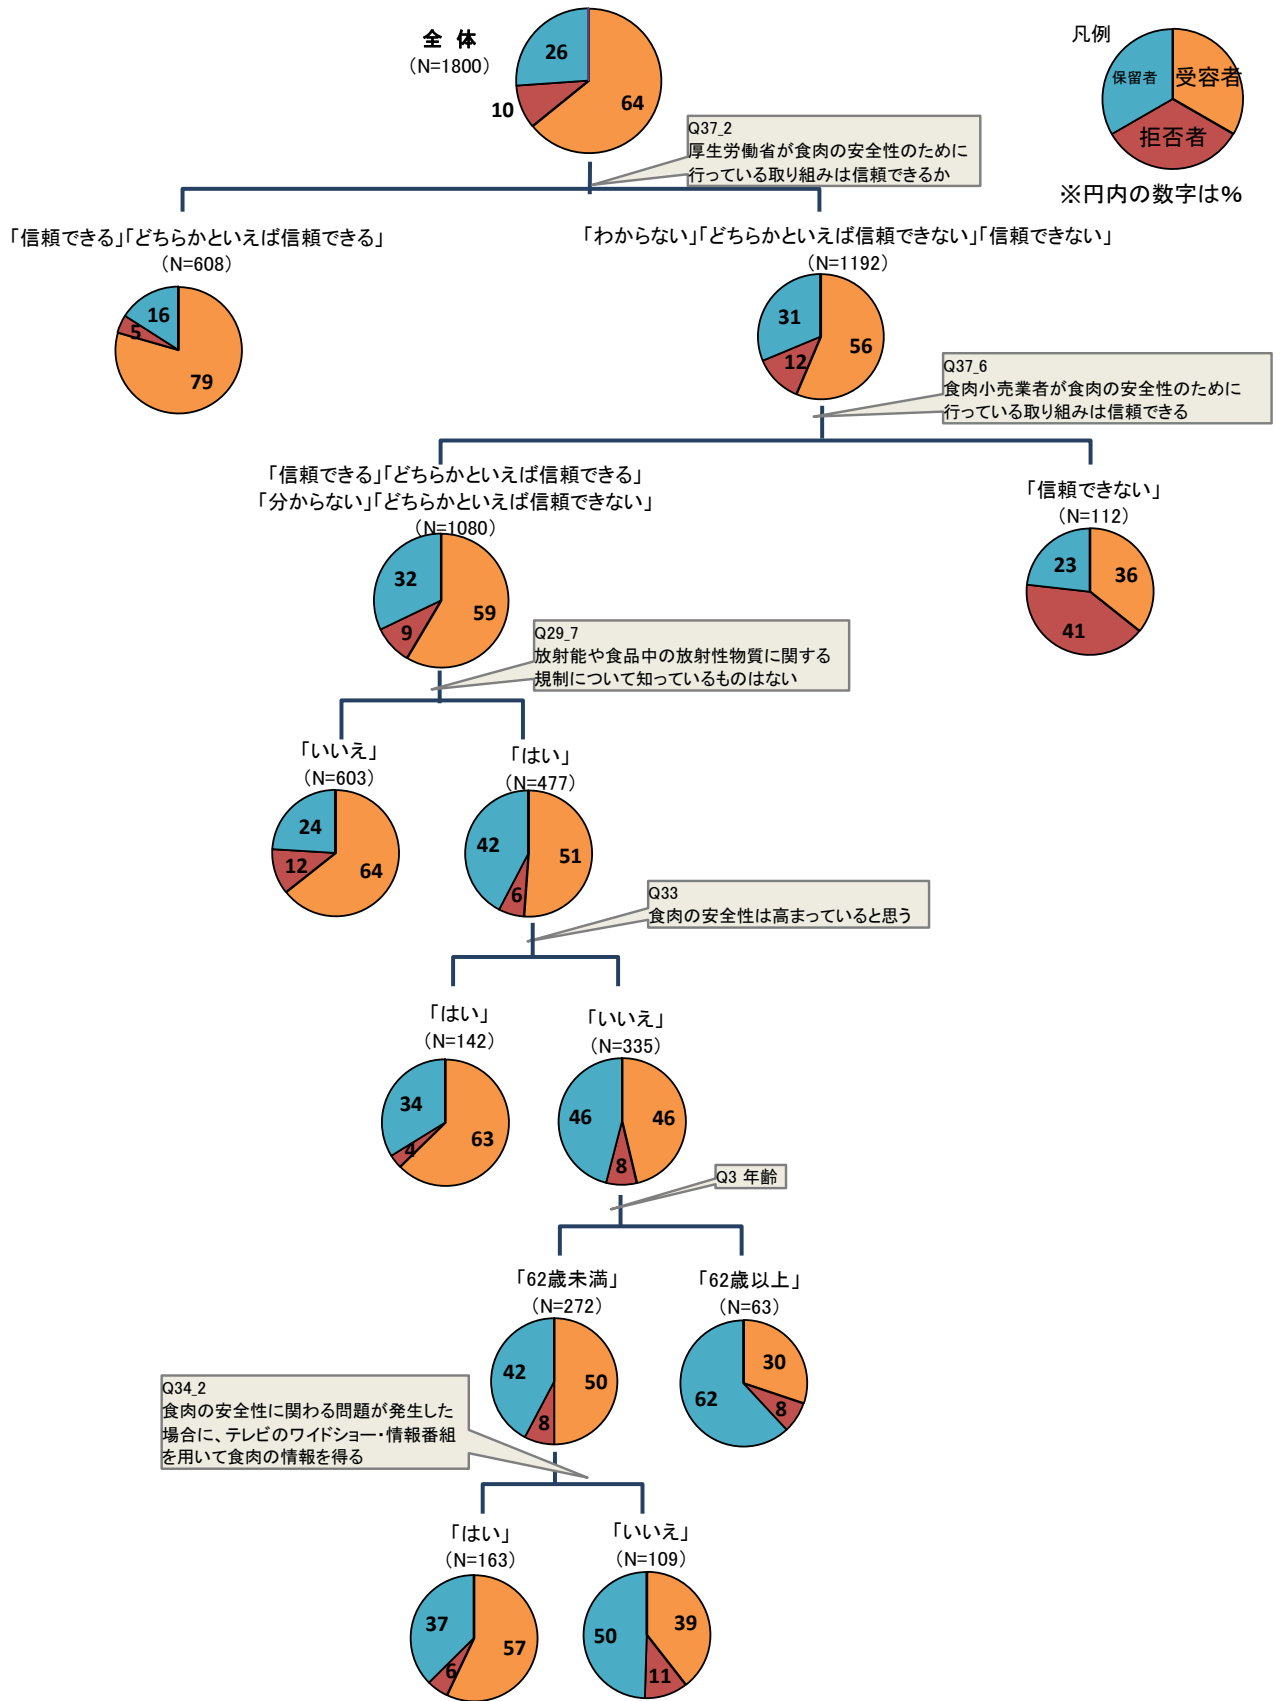 全 体
(N=1800)
26
10
64
凡例
保留者
受容者
拒否者
※円内の数字は%
Q37_2
厚生労働省が食肉の安全性のために
行っている取り組みは信頼できるか
「信頼できる」「どちらかといえば信頼できる」
(N=608)
16
5
79
「わからない」「どちらかといえば信頼できない」「信頼できない」
(N=1192)
31
12
56
Q37_6
食肉小売業者が食肉の安全性のために
行っている取り組みは信頼できる
「信頼できる」「どちらかといえば信頼できる」
「分からない」「どちらかといえば信頼できない」
(N=1080)
32
9
59
「信頼できない」
(N=112)
23
36
41
Q29_7
放射能や食品中の放射性物質に関する
規制について知っているものはない
「いいえ」
(N=603)
24
12
64
「はい」
(N=477)
42
6
51
Q33
食肉の安全性は高まっていると思う
「はい」
(N=142)
34
4
63
「いいえ」
(N=335)
46
8
46
Q3 年齢
「62歳未満」
(N=272)
42
8
50
「62歳以上」
(N=63)
62
30
8
Q34_2
食肉の安全性に関わる問題が発生した
場合に、テレビのワイドショー・情報番組
を用いて食肉の情報を得る
「はい」
(N=163)
37
6
57
「いいえ」
(N=109)
50
11
39